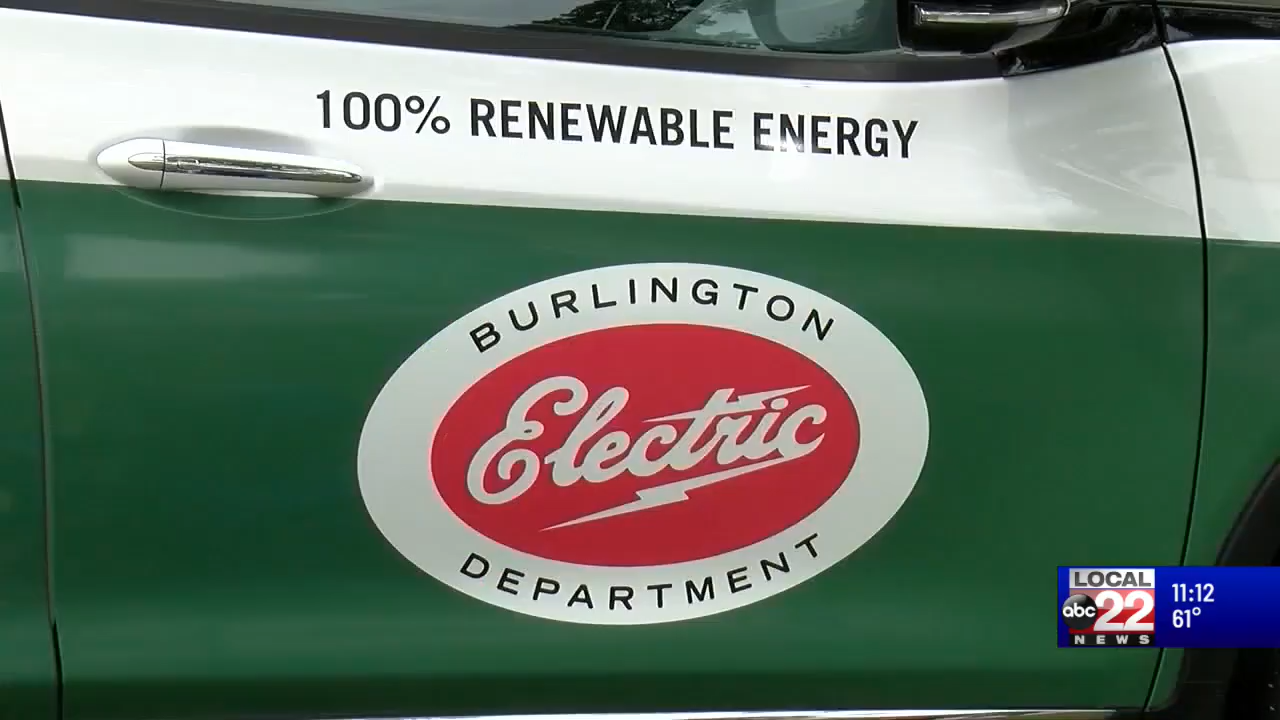 100% RENEWABLE ENERGY
BURLINGTON
Electric
DEPARTMENT
LOCAL
abc 22
NEWS
11:12
61°